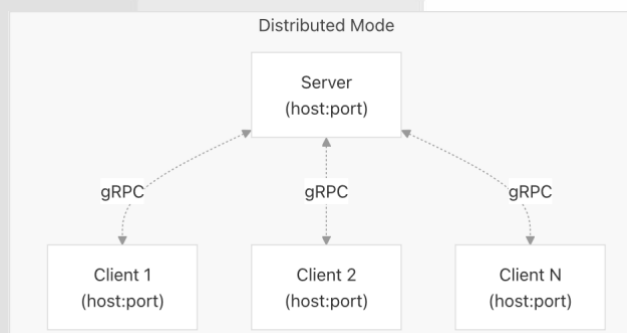 Distributed Mode
Server
(host:port)
gRPC
gRPC
gRPC
Client 1
(host:port)
Client 2
(host:port)
Client N
(host:port)